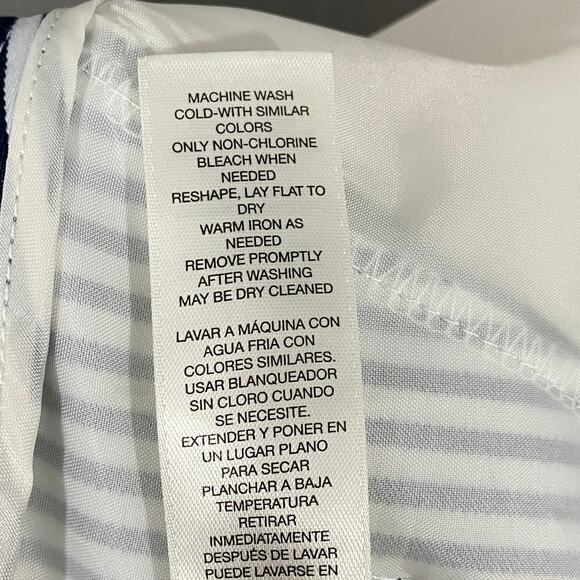 MACHINE WASH
COLD-WITH SIMILAR
COLORS
ONLY NON-CHLORINE
BLEACH WHEN
NEEDED
RESHAPE, LAY FLAT TO
DRY
WARM IRON AS
NEEDED
REMOVE PROMPTLY
AFTER WASHING
MAY BE DRY CLEANED
LAVAR A MÁQUINA CON
AGUA FRIA CON
COLORES SIMILARES.
USAR BLANQUEADOR
SIN CLORO CUANDO
SE NECESITE.
EXTENDER Y PONER EN
UN LUGAR PLANO
PARA SECAR
PLANCHAR A BAJA
TEMPERATURA
RETIRAR
INMEDIATAMENTE
DESPUÉS DE LAVAR
PUEDE LAVARSE EN